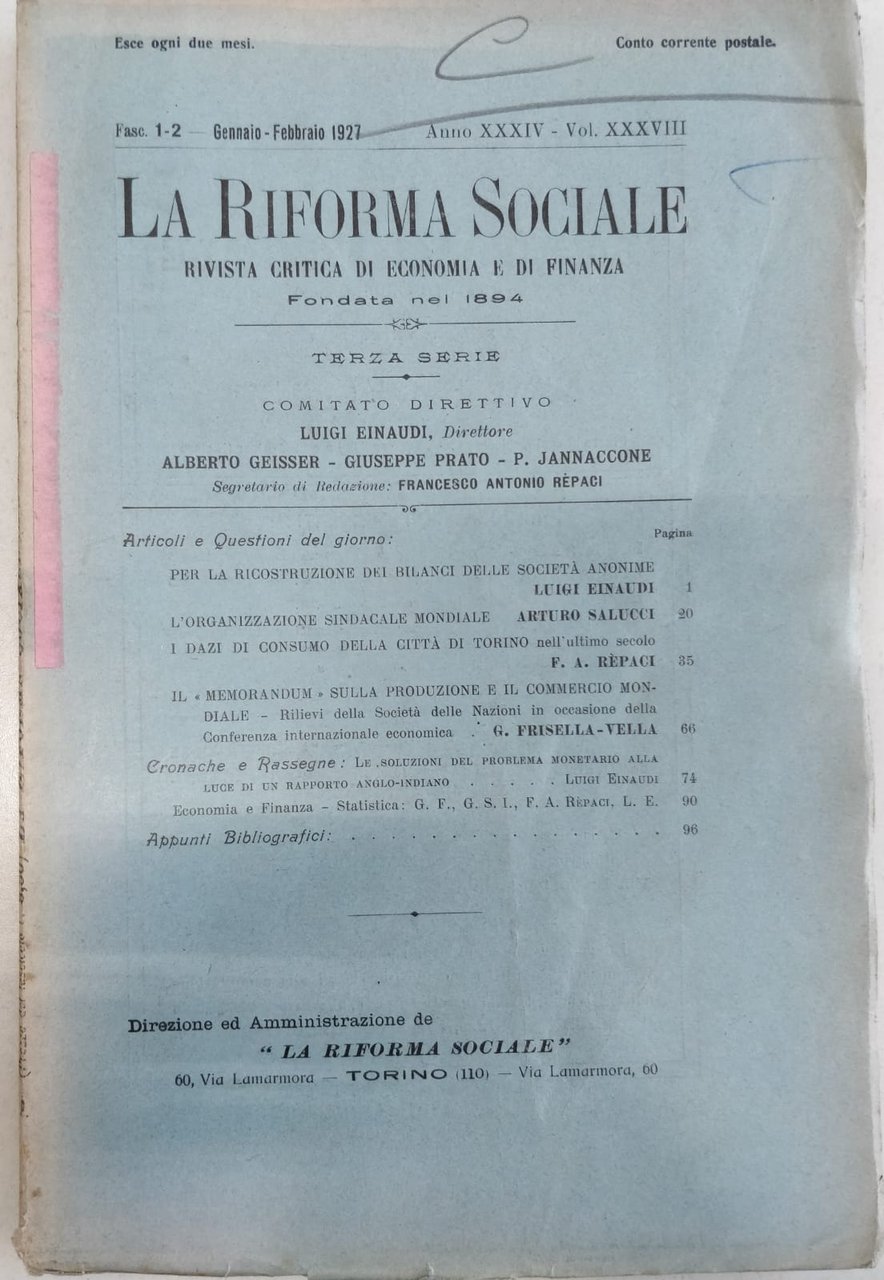 Esce ogni due mesi. Conto corrente postale.
Fasc. 1-2 — Gennaio - Febbraio 1927 Anno XXXIV - Vol. XXXVIII
LA RIFORMA SOCIALE
RIVISTA CRITICA DI ECONOMIA E DI FINANZA
Fondata nel 1894
TERZA SERIE
COMITATO DIRETTIVO
LUIGI EINAUDI, Direttore
ALBERTO GEISSER - GIUSEPPE PRATO - P. JANNACCONE
Segretario di Redazione: FRANCESCO ANTONIO RÈPACI
Articoli e Questioni del giorno: Pagina
PER LA RICOSTRUZIONE DEI BILANCI DELLE SOCIETÀ ANONIME
LUIGI EINAUDI 1
L'ORGANIZZAZIONE SINDACALE MONDIALE ARTURO SALUCCI 20
I DAZI DI CONSUMO DELLA CITTÀ DI TORINO nell'ultimo secolo
F. A. RÈPACI 35
IL « MEMORANDUM » SULLA PRODUZIONE E IL COMMERCIO MON-
DIALE - Rilievi della Società delle Nazioni in occasione della
Conferenza internazionale economica . G. FRISELLA-VELLA 66
Cronache e Rassegne: LE SOLUZIONI DEL PROBLEMA MONETARIO ALLA
LUCE DI UN RAPPORTO ANGLO-INDIANO . . . . . LUIGI EINAUDI 74
Economia e Finanza - Statistica: G. F., G. S. I., F. A. RÈPACI, L. E. 90
Appunti Bibliografici: . . . . . . . . . . . . . . . 96
Direzione ed Amministrazione de
“ LA RIFORMA SOCIALE ”
60, Via Lamarmora — TORINO (110) — Via Lamarmora, 60